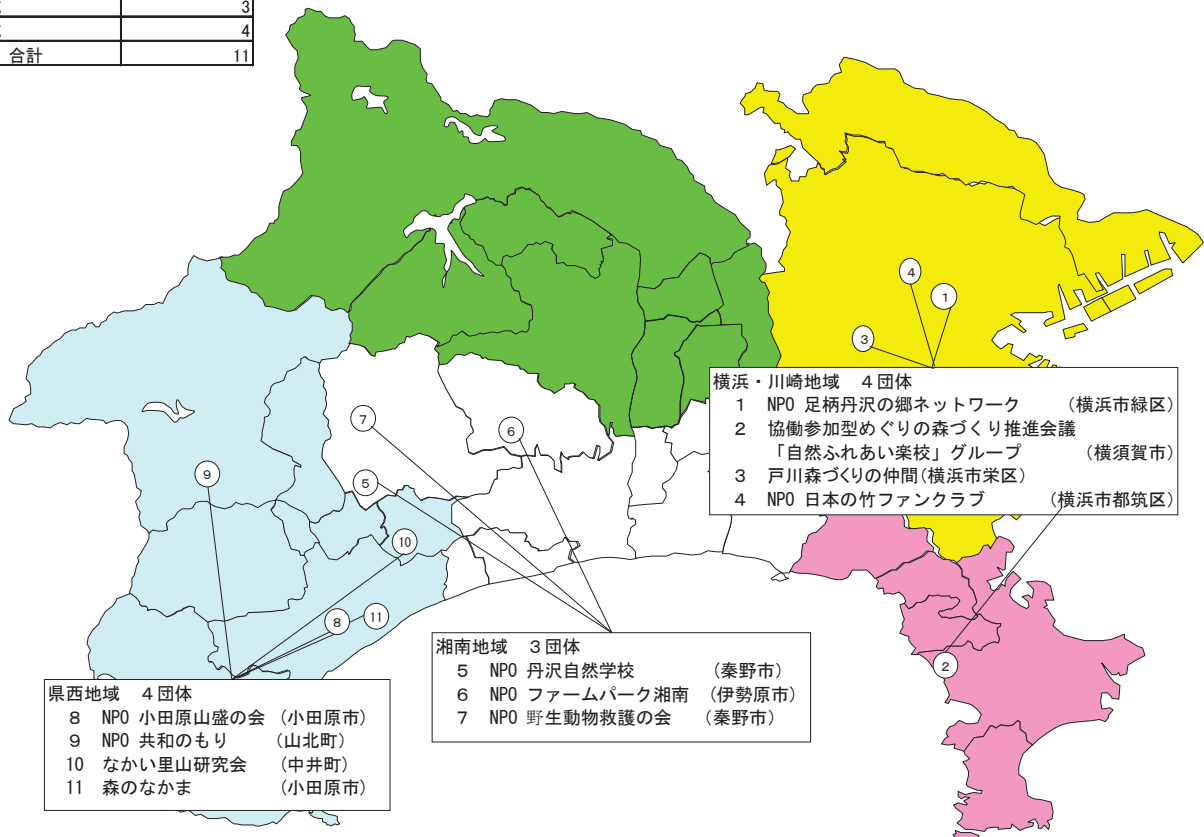 3
4
合計 11
4
1
3
横浜・川崎地域 4団体
1 NPO 足柄丹沢の郷ネットワーク (横浜市緑区)
2 協働参加型めぐりの森づくり推進会議
「自然ふれあい楽校」グループ (横須賀市)
3 戸川森づくりの仲間(横浜市栄区)
4 NPO 日本の竹ファンクラブ (横浜市都筑区)
7
6
5
9
10
8
11
2
湘南地域 3団体
5 NPO 丹沢自然学校 (秦野市)
6 NPO ファームパーク湘南 (伊勢原市)
7 NPO 野生動物救護の会 (秦野市)
県西地域 4団体
8 NPO 小田原山盛の会 (小田原市)
9 NPO 共和のもり (山北町)
10 なかい里山研究会 (中井町)
11 森のなかま (小田原市)